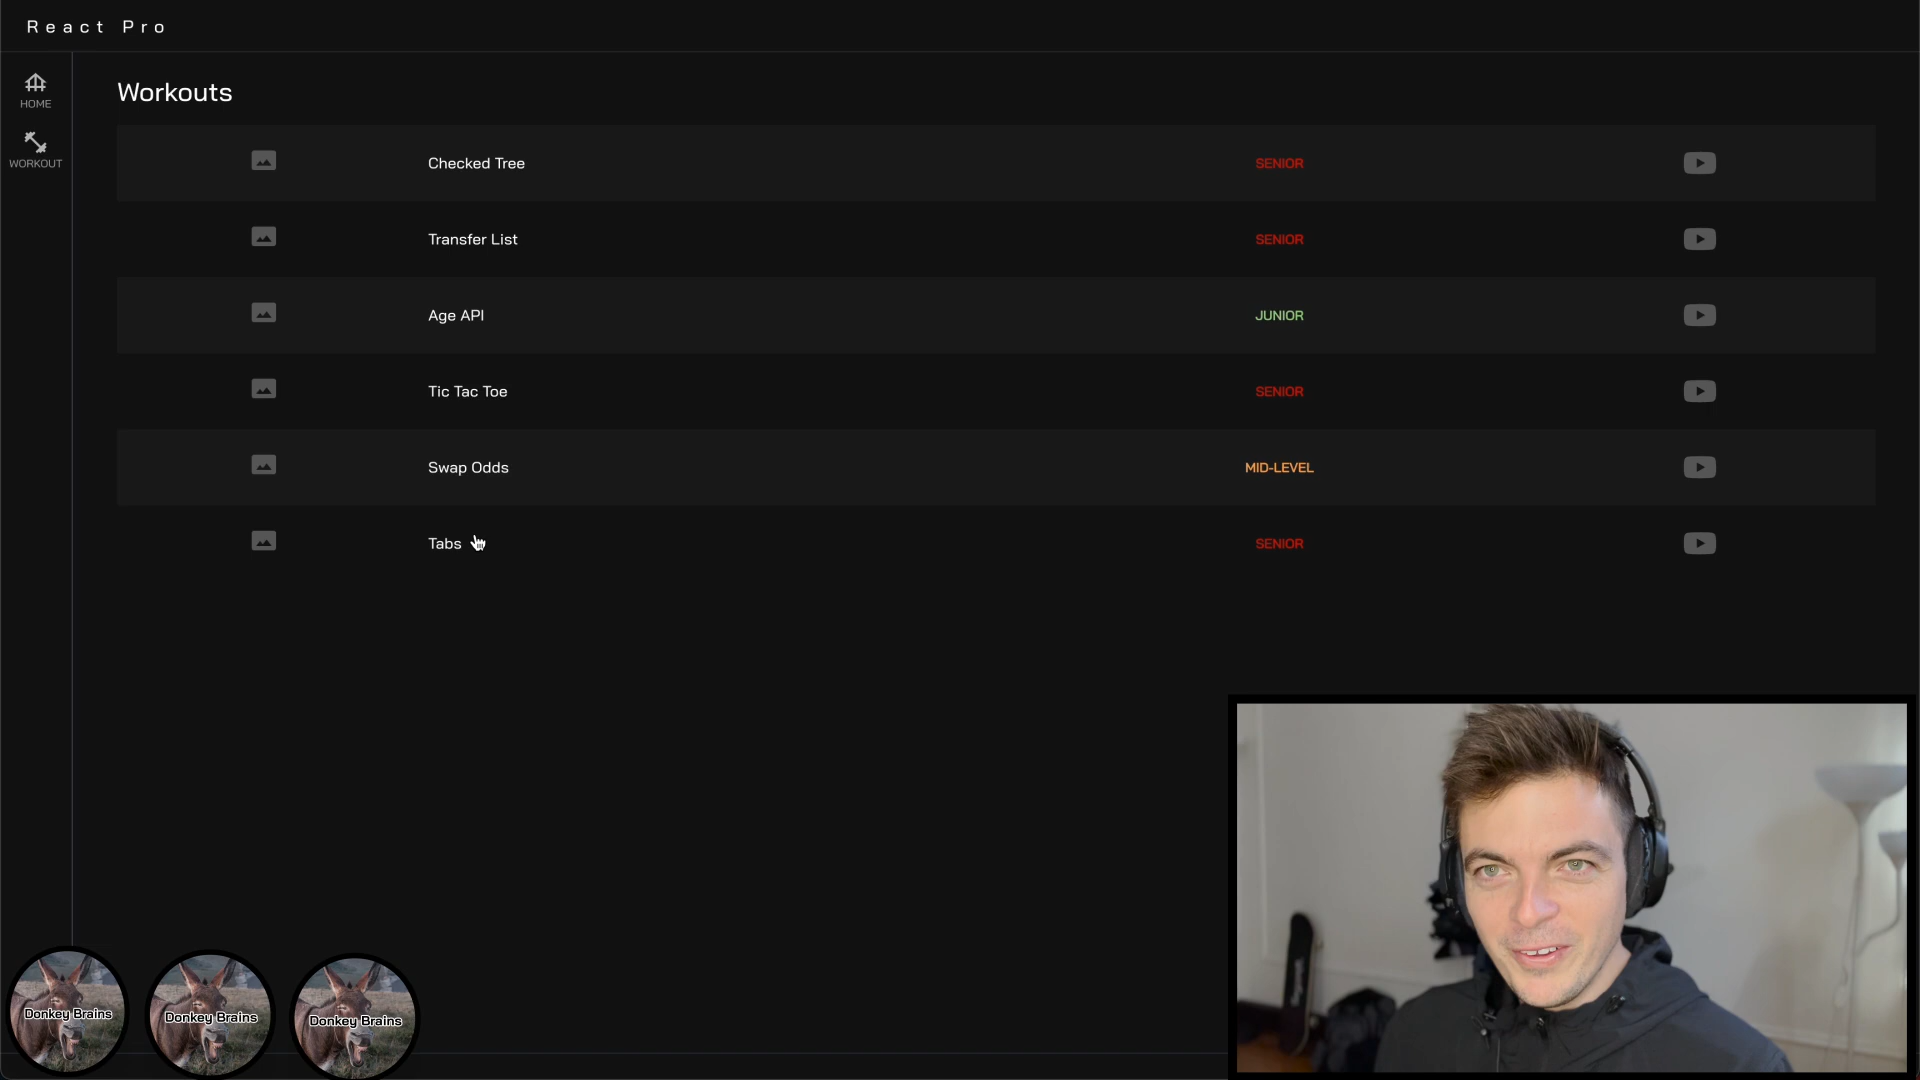 React Pro
HOME
WORKOUT
Workouts
Checked Tree SENIOR
Transfer List SENIOR
Age API JUNIOR
Tic Tac Toe SENIOR
Swap Odds MID-LEVEL
Tabs SENIOR
Donkey Brains
Donkey Brains
Donkey Brains